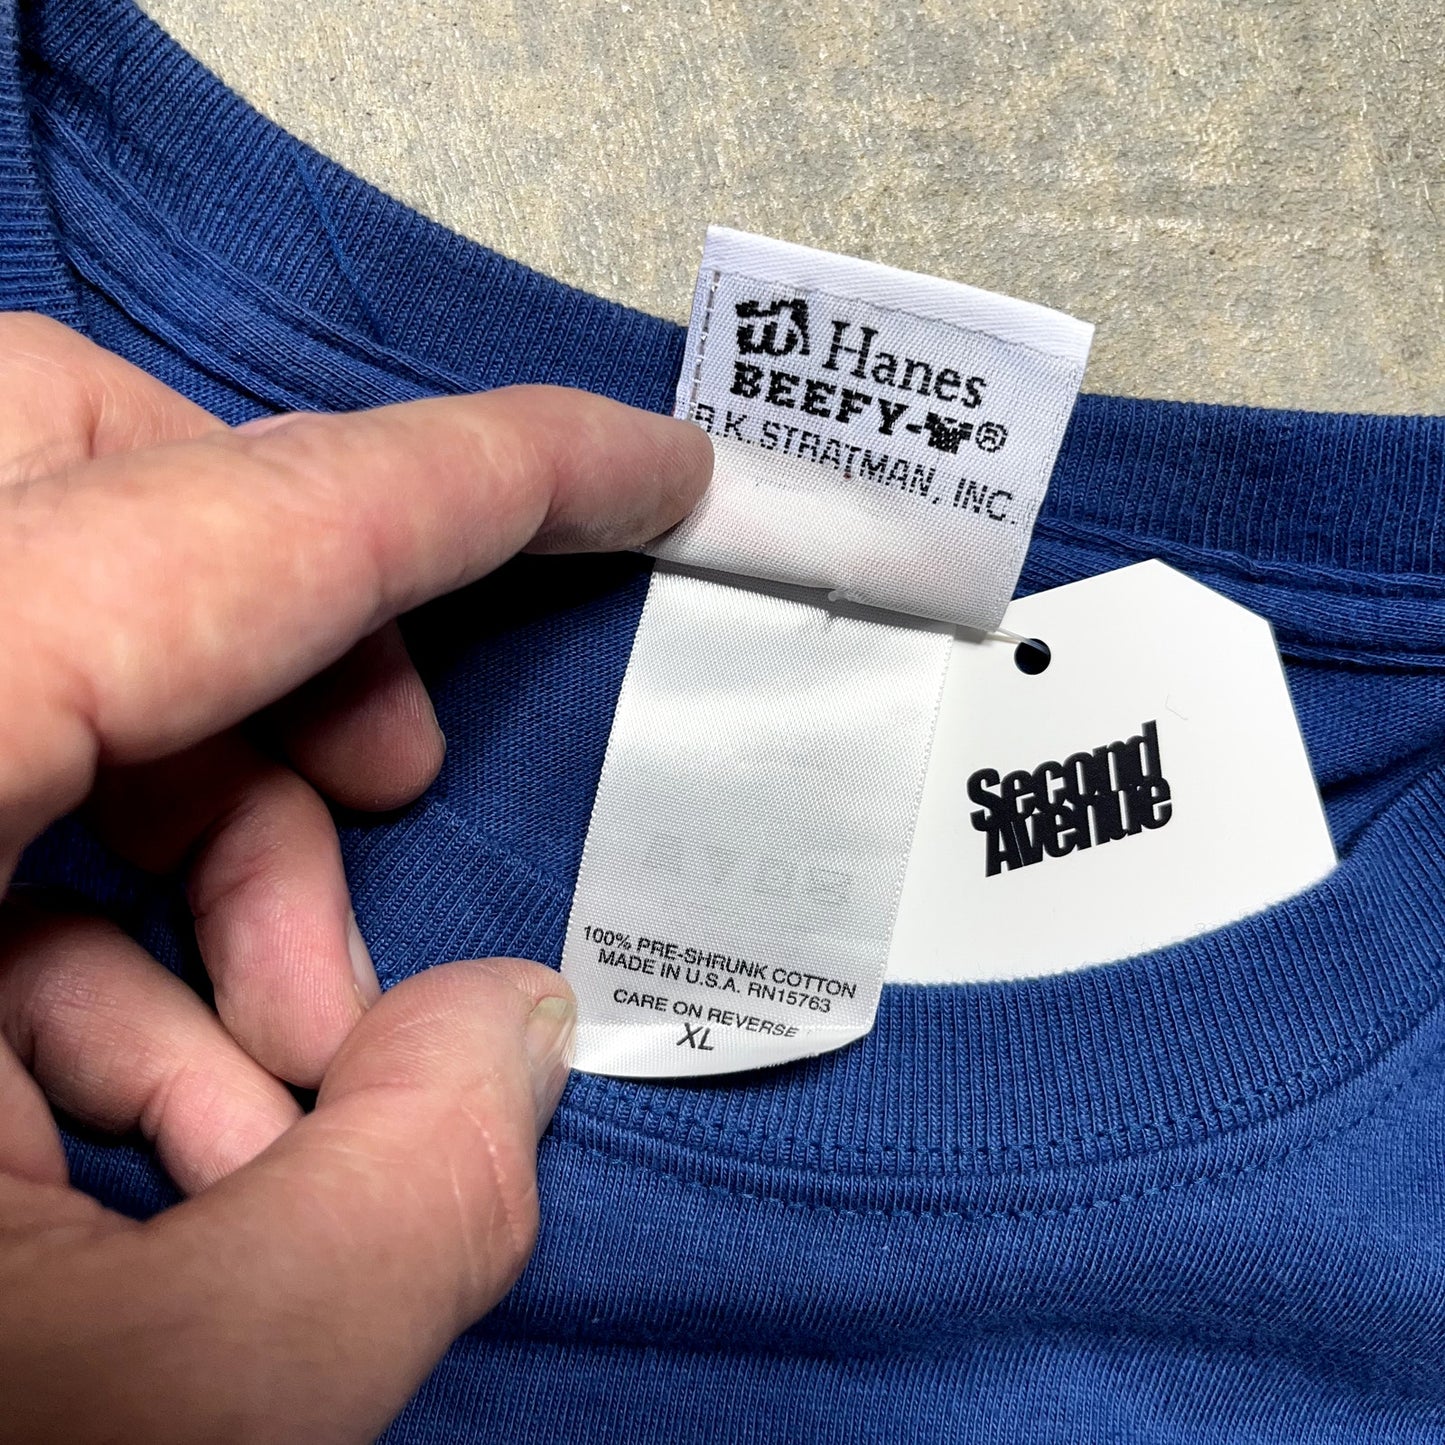 Hanes
BEEFY-T®
B.K. STRATMAN, INC.
Second
Avenue
100% PRE-SHRUNK COTTON
MADE IN U.S.A. RN15763
CARE ON REVERSE
XL